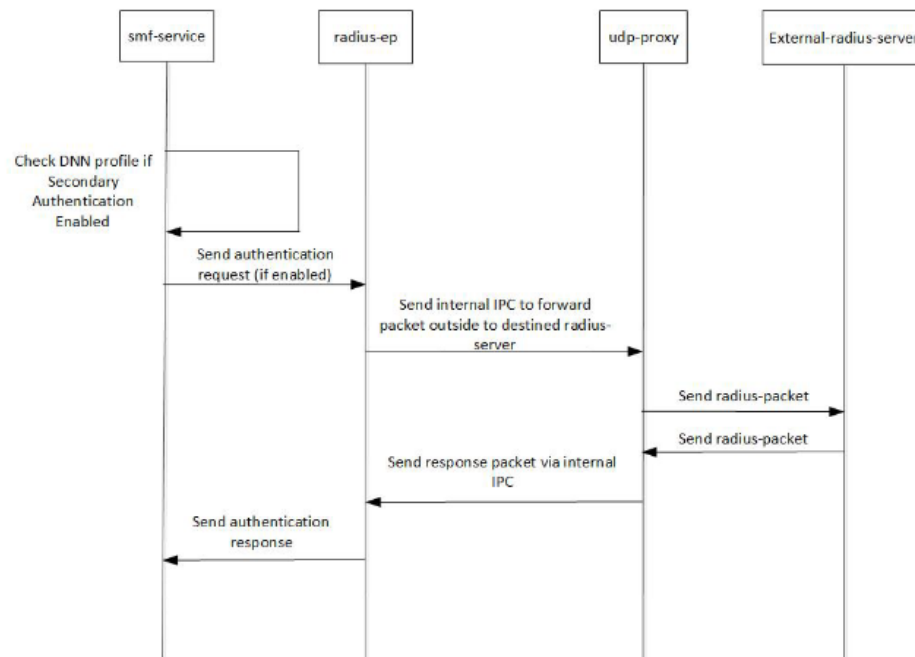 smf-service
radius-ep
udp-proxy
External-radius-server
Check DNN profile if
Secondary
Authentication
Enabled
Send authentication
request (if enabled)
Send internal IPC to forward
packet outside to destined radius-
server
Send radius-packet
Send radius-packet
Send response packet via internal
IPC
Send authentication
response